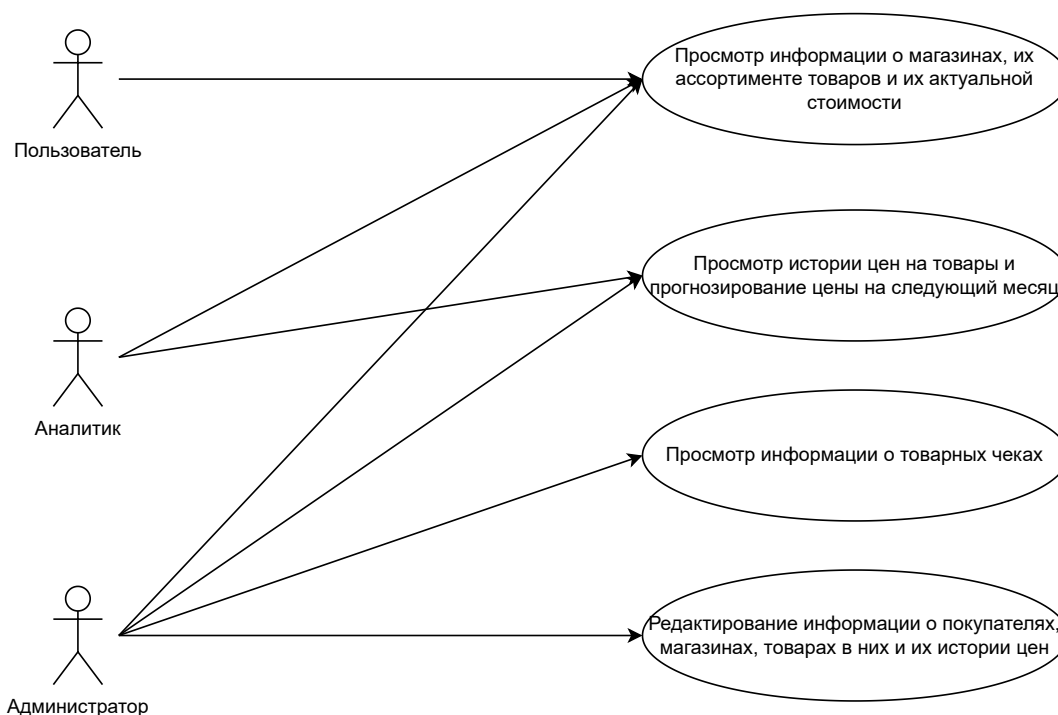 Просмотр информации о магазинах, их
ассортименте товаров и их актуальной
стоимости
Пользователь
Просмотр истории цен на товары и
прогнозирование цены на следующий месяц
Аналитик
Просмотр информации о товарных чеках
Редактирование информации о покупателях,
магазинах, товарах в них и их истории цен
Администратор